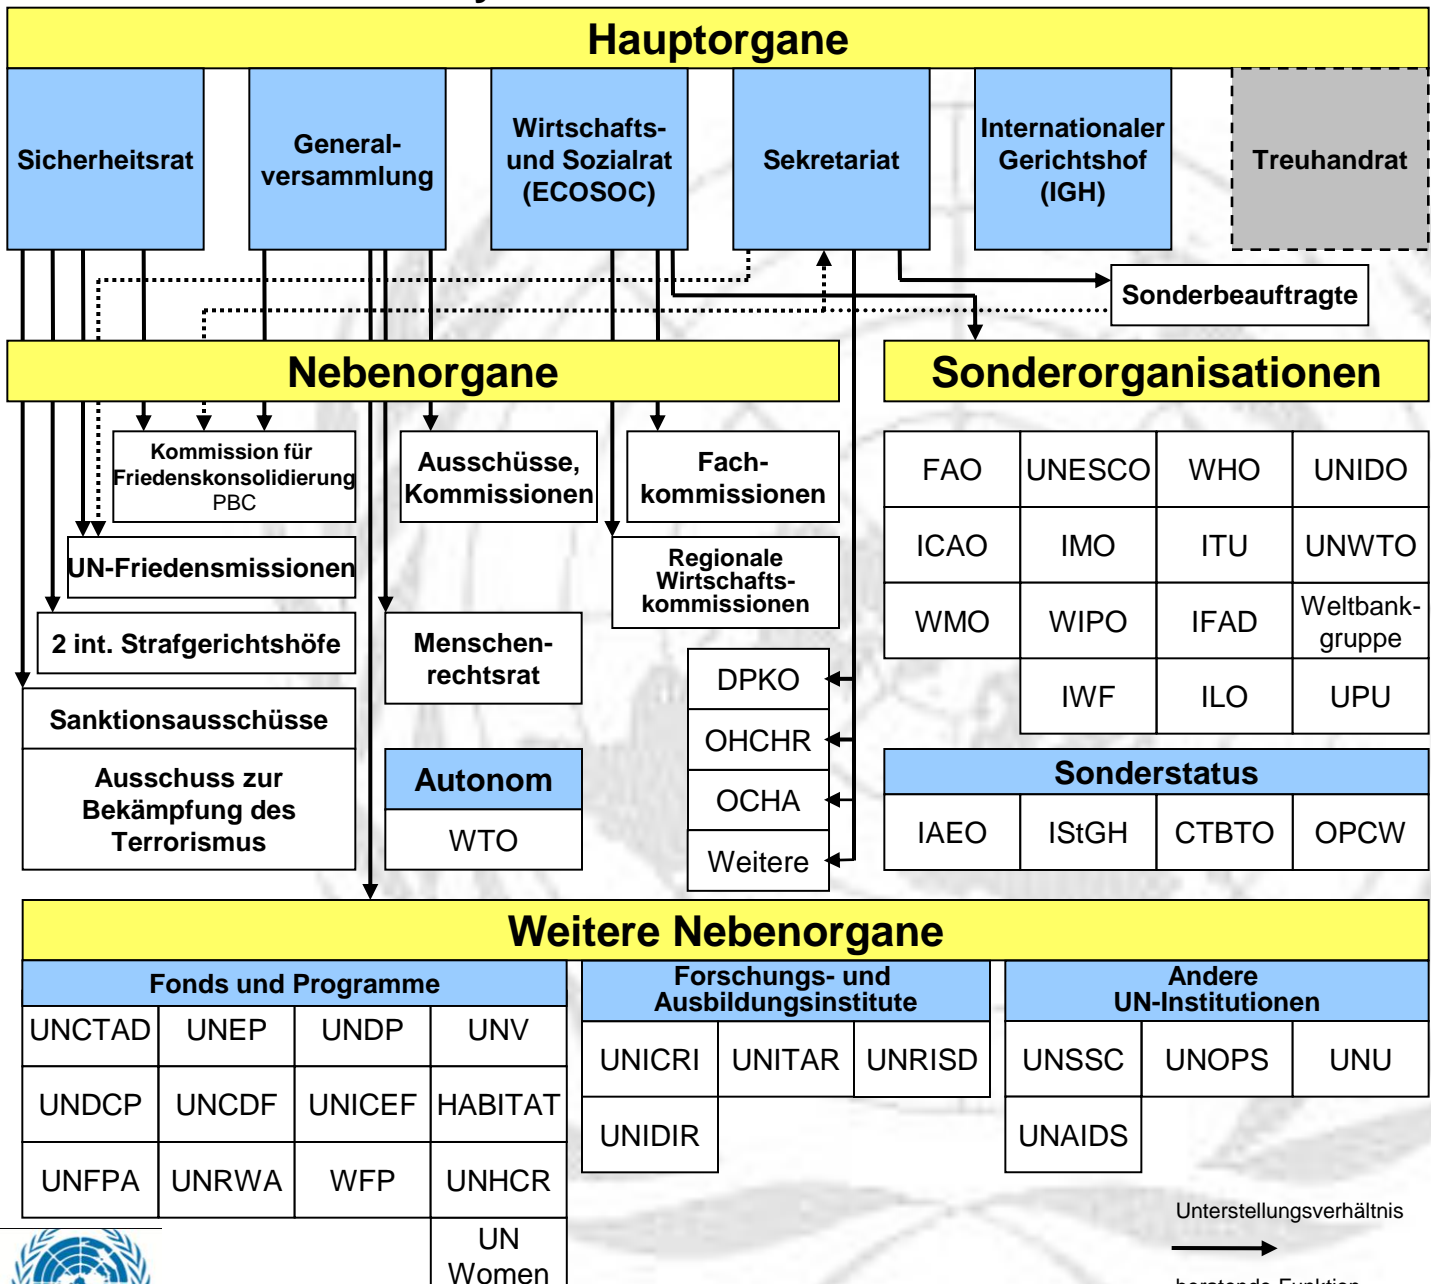 Hauptorgane
Sicherheitsrat
General-
versammlung
Wirtschafts-
und Sozialrat
(ECOSOC)
Sekretariat
Internationaler
Gerichtshof
(IGH)
Treuhandrat
Sonderbeauftragte
Nebenorgane
Sonderorganisationen
Kommission für
Friedenskonsolidierung
PBC
Ausschüsse,
Kommissionen
Fach-
kommissionen
UN-Friedensmissionen
Regionale
Wirtschafts-
kommissionen
2 int. Strafgerichtshöfe
Menschen-
rechtsrat
Sanktionsausschüsse
Ausschuss zur
Bekämpfung des
Terrorismus
Autonom
WTO
DPKO
OHCHR
OCHA
Weitere
FAO UNESCO WHO UNIDO
ICAO IMO ITU UNWTO
WMO WIPO IFAD Weltbank-
gruppe
IWF ILO UPU
Sonderstatus
IAEO IStGH CTBTO OPCW
Weitere Nebenorgane
Fonds und Programme
UNCTAD UNEP UNDP UNV
UNDCP UNCDF UNICEF HABITAT
UNFPA UNRWA WFP UNHCR
UN
Women
Forschungs- und
Ausbildungsinstitute
UNICRI UNITAR UNRISD
UNIDIR
Andere
UN-Institutionen
UNSSC UNOPS UNU
UNAIDS
Unterstellungsverhältnis
beratende Funktion